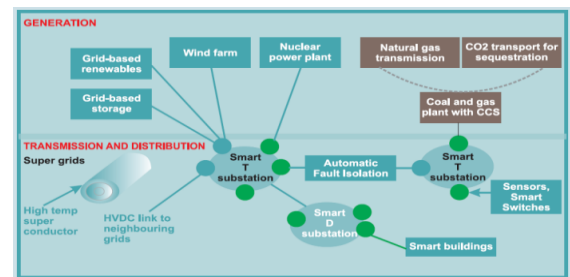 GENERATION
Grid-based
renewables
Wind farm
Nuclear
power plant
Natural gas
transmission
CO2 transport for
sequestration
Grid-based
storage
Coal and gas
plant with CCS
TRANSMISSION AND DISTRIBUTION
Super grids
Smart
T
substation
Automatic
Fault Isolation
Smart
T
substation
Sensors,
Smart
Switches
High temp
super
conductor
HVDC link to
neighbouring
grids
Smart
D
substation
Smart buildings